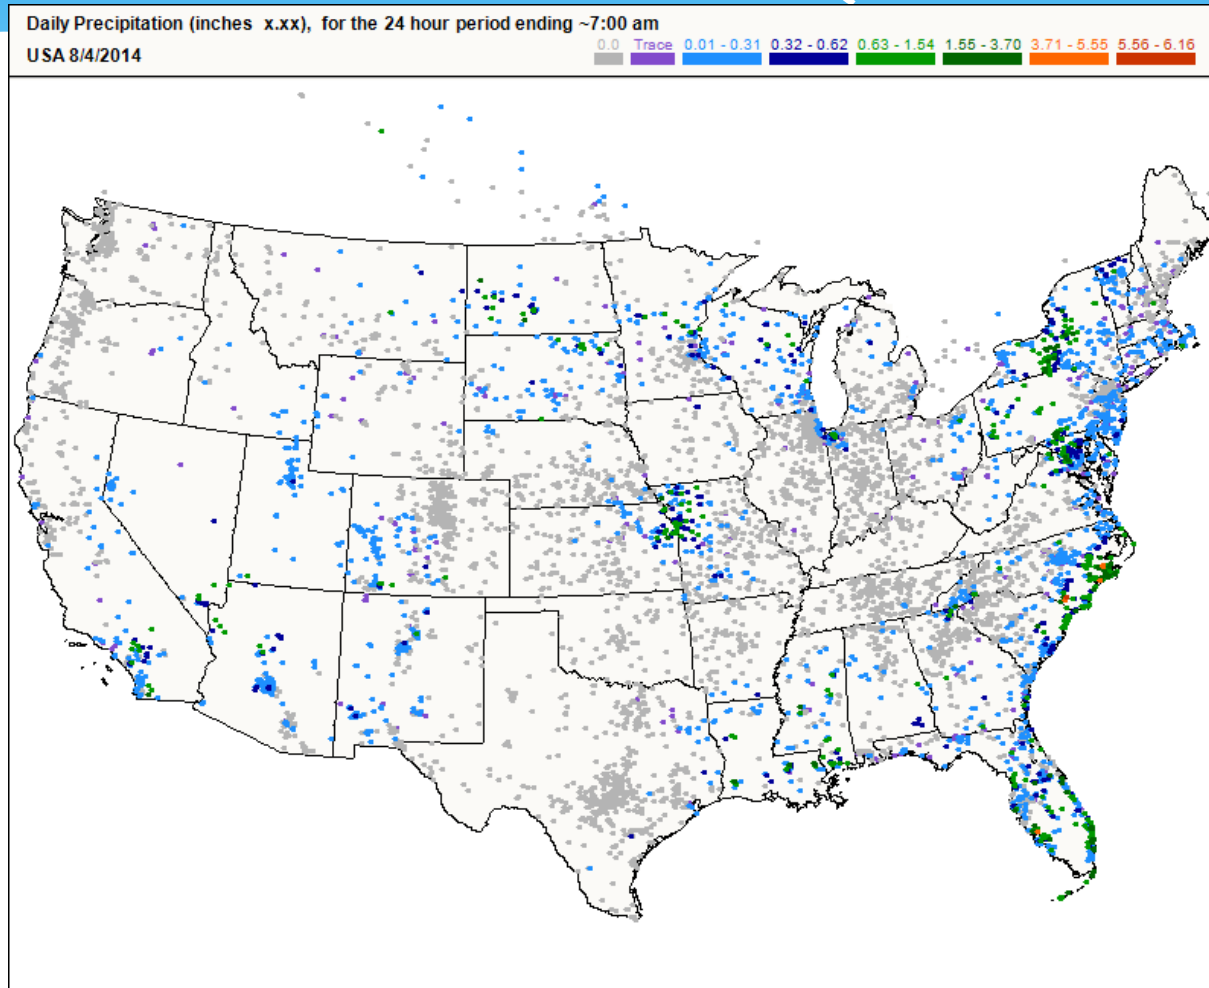 Daily Precipitation (inches x.xx), for the 24 hour period ending ~7:00 am
USA 8/4/2014
0.0 Trace 0.01 - 0.31 0.32 - 0.62 0.63 - 1.54 1.55 - 3.70 3.71 - 5.55 5.56 - 6.16